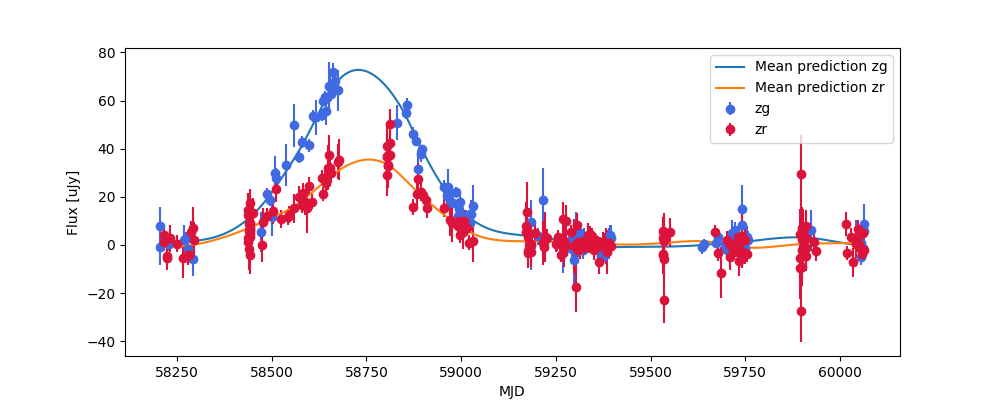 80
60
40
20
0
−20
−40
Flux [uJy]
58250
58500
58750
59000
59250
59500
59750
60000
MJD
Mean prediction zg
Mean prediction zr
zg
zr